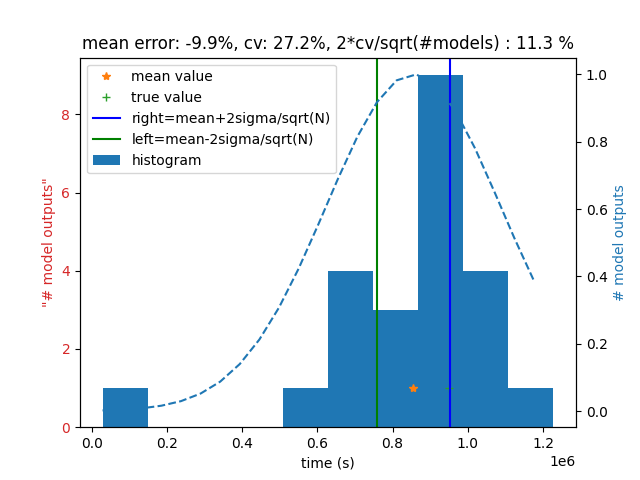 mean error: -9.9%, cv: 27.2%, 2*cv/sqrt(#models) : 11.3 %
mean value
true value
right=mean+2sigma/sqrt(N)
left=mean-2sigma/sqrt(N)
histogram
8
6
4
2
0
"# model outputs"
1.0
0.8
0.6
0.4
0.2
0.0
# model outputs
0.0
0.2
0.4
0.6
0.8
1.0
1.2
1e6
time (s)